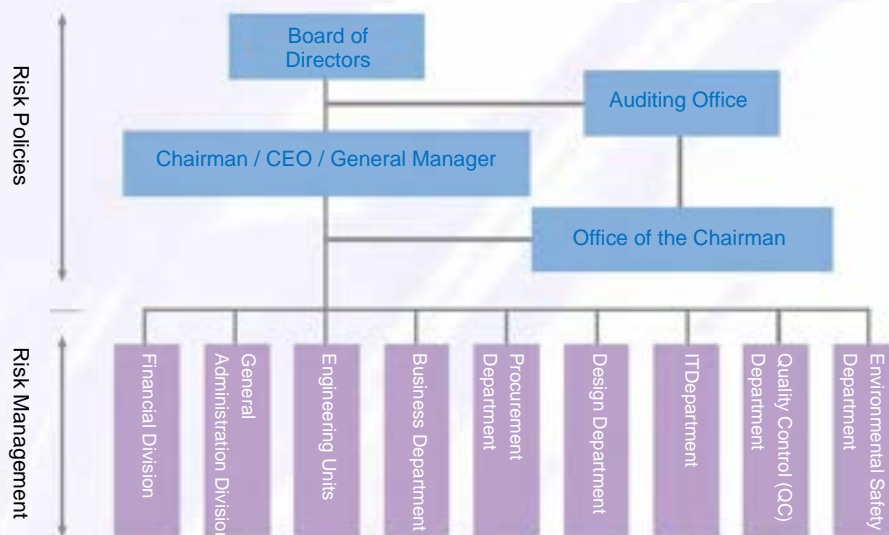 Risk Policies
Board of
Directors
Auditing Office
Chairman / CEO / General Manager
Office of the Chairman
Risk Management
Financial Division
General
Administration Division
Engineering Units
Business Department
Procurement
Department
Design Department
ITDepartment
Quality Control (QC)
Department
Environmental Safety
Department